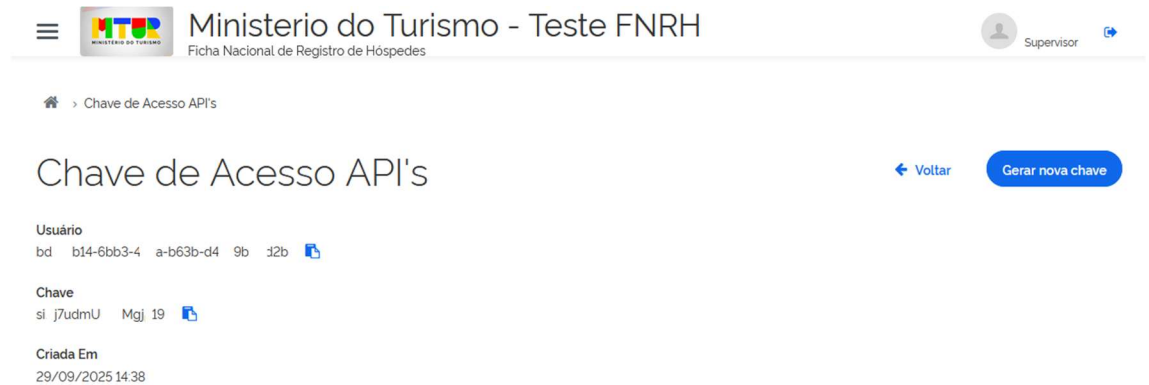 MTUR
MINISTÉRIO DO TURISMO
Ministerio do Turismo - Teste FNRH
Ficha Nacional de Registro de Hóspedes
Supervisor
> Chave de Acesso API's
Chave de Acesso API's
Voltar
Gerar nova chave
Usuário
bd b14-6bb3-4 a-b63b-d4 9b d2b
Chave
si j7udmU Mgj 19
Criada Em
29/09/2025 14:38